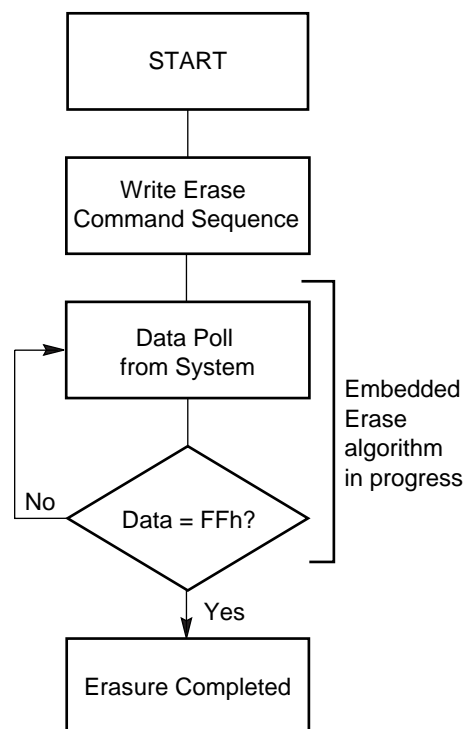 START
Write Erase
Command Sequence
Data Poll
from System
Embedded
Erase
algorithm
in progress
No
Data = FFh?
Yes
Erasure Completed